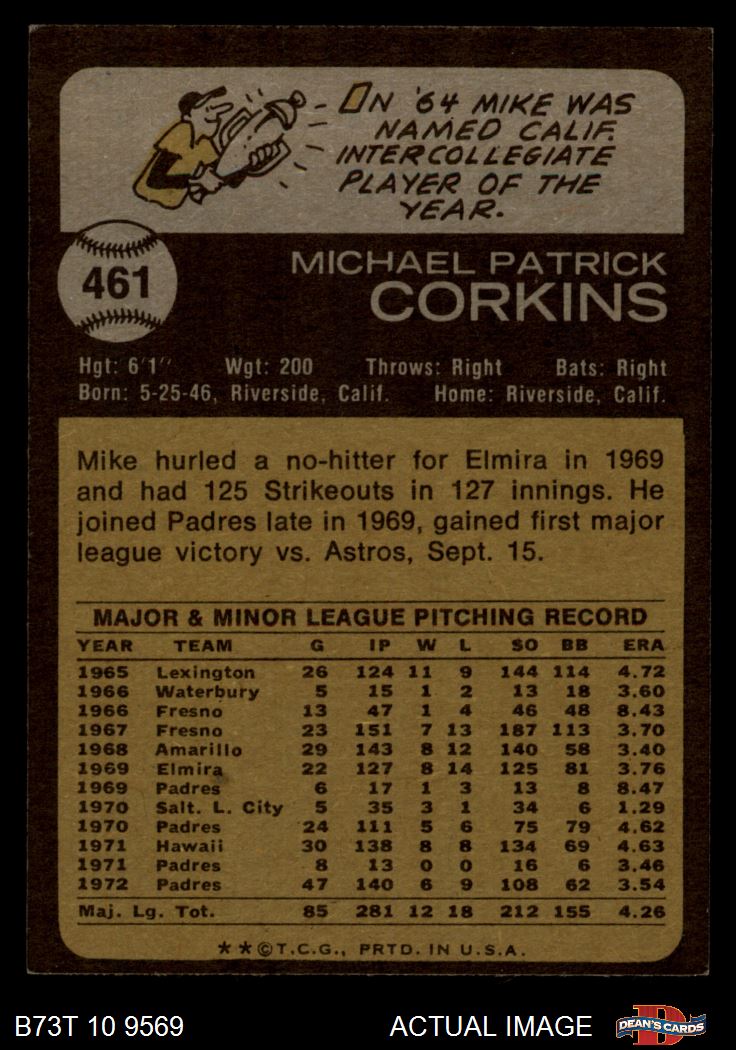 IN '64 MIKE WAS
NAMED CALIF.
INTERCOLLEGIATE
PLAYER OF THE
YEAR.
461
MICHAEL PATRICK
CORKINS
Hgt: 6'1" Wgt: 200 Throws: Right Bats: Right
Born: 5-25-46, Riverside, Calif. Home: Riverside, Calif.
Mike hurled a no-hitter for Elmira in 1969
and had 125 Strikeouts in 127 innings. He
joined Padres late in 1969, gained first major
league victory vs. Astros, Sept. 15.
MAJOR & MINOR LEAGUE PITCHING RECORD
YEAR TEAM G IP W L SO BB ERA
1965 Lexington 26 124 11 9 144 114 4.72
1966 Waterbury 5 15 1 2 13 18 3.60
1966 Fresno 13 47 1 4 46 48 8.43
1967 Fresno 23 151 7 13 187 113 3.70
1968 Amarillo 29 143 8 12 140 58 3.40
1969 Elmira 22 127 8 14 125 81 3.76
1969 Padres 6 17 1 3 13 8 8.47
1970 Salt. L. City 5 35 3 1 34 6 1.29
1970 Padres 24 111 5 6 75 79 4.62
1971 Hawaii 30 138 8 8 134 69 4.63
1971 Padres 8 13 0 0 16 6 3.46
1972 Padres 47 140 6 9 108 62 3.54
Maj. Lg. Tot. 85 281 12 18 212 155 4.26
**©T.C.G., PRTD. IN U.S.A.
B73T 10 9569 ACTUAL IMAGE
D
DEAN'S CARDS